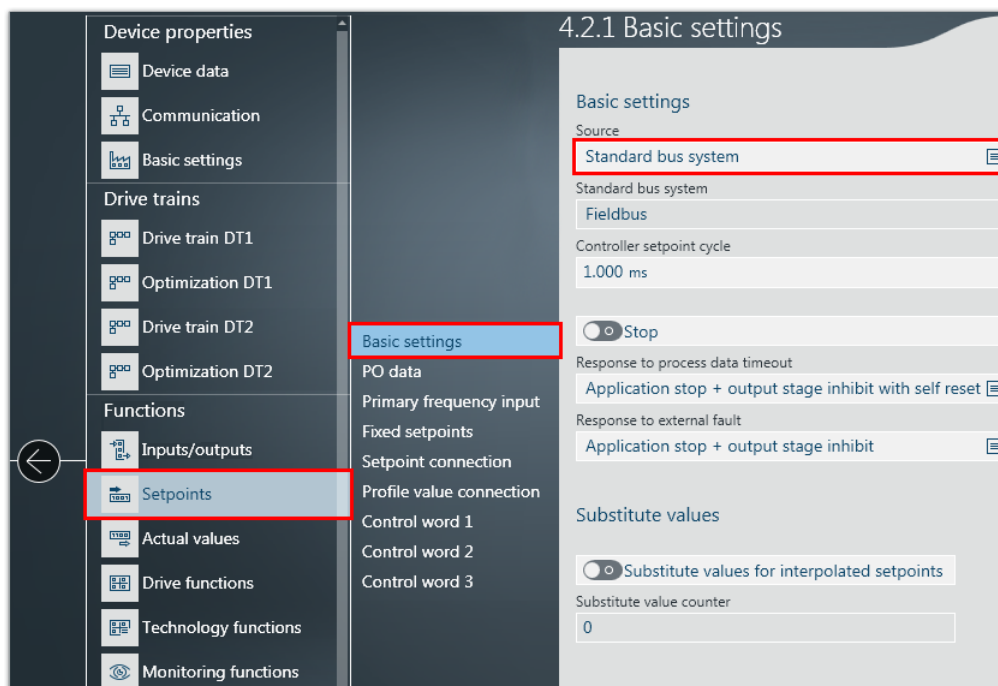 Device properties
Device data
Communication
Basic settings
Drive trains
Drive train DT1
Optimization DT1
Drive train DT2
Optimization DT2
Functions
Inputs/outputs
Setpoints
Actual values
Drive functions
Technology functions
Monitoring functions
Basic settings
PO data
Primary frequency input
Fixed setpoints
Setpoint connection
Profile value connection
Control word 1
Control word 2
Control word 3
4.2.1 Basic settings
Basic settings
Source
Standard bus system
Standard bus system
Fieldbus
Controller setpoint cycle
1.000 ms
Stop
Response to process data timeout
Application stop + output stage inhibit with self reset
Response to external fault
Application stop + output stage inhibit
Substitute values
Substitute values for interpolated setpoints
Substitute value counter
0